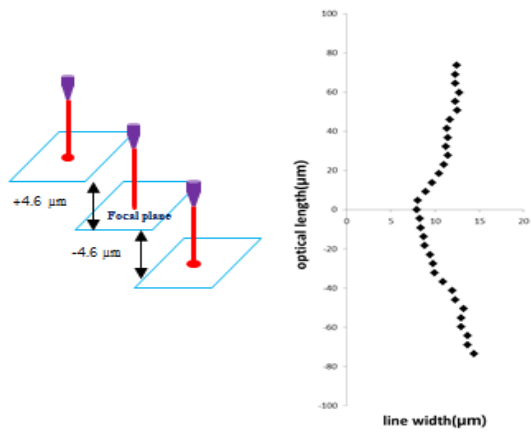 +4.6 µm
Focal plane
-4.6 µm
100
80
60
40
20
0
-20
-40
-60
-80
-100
0 5 10 15 20
optical length(µm)
line width(µm)